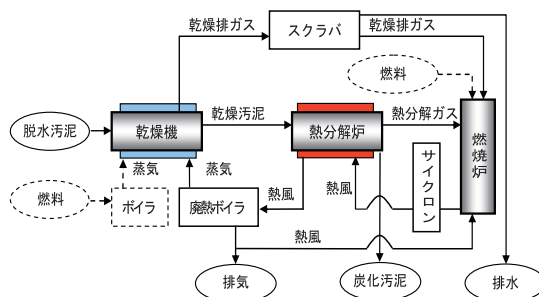 乾燥排ガス
スクラバ
乾燥排ガス
燃料
脱水汚泥
乾燥機
乾燥汚泥
熱分解炉
熱分解ガス
燃焼炉
蒸気
蒸気
サイクロン
燃料
ボイラ
廃熱ボイラ
熱風
熱風
熱風
排気
炭化汚泥
排水